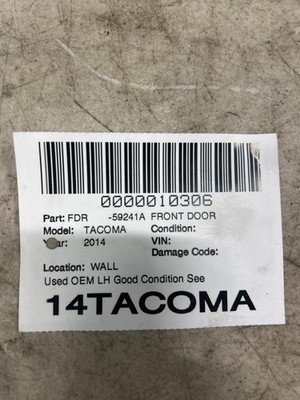 0000010306
Part: FDR -59241A FRONT DOOR
Model: TACOMA Condition:
Year: 2014 VIN:
Damage Code:
Location: WALL
Used OEM LH Good Condition See
14TACOMA